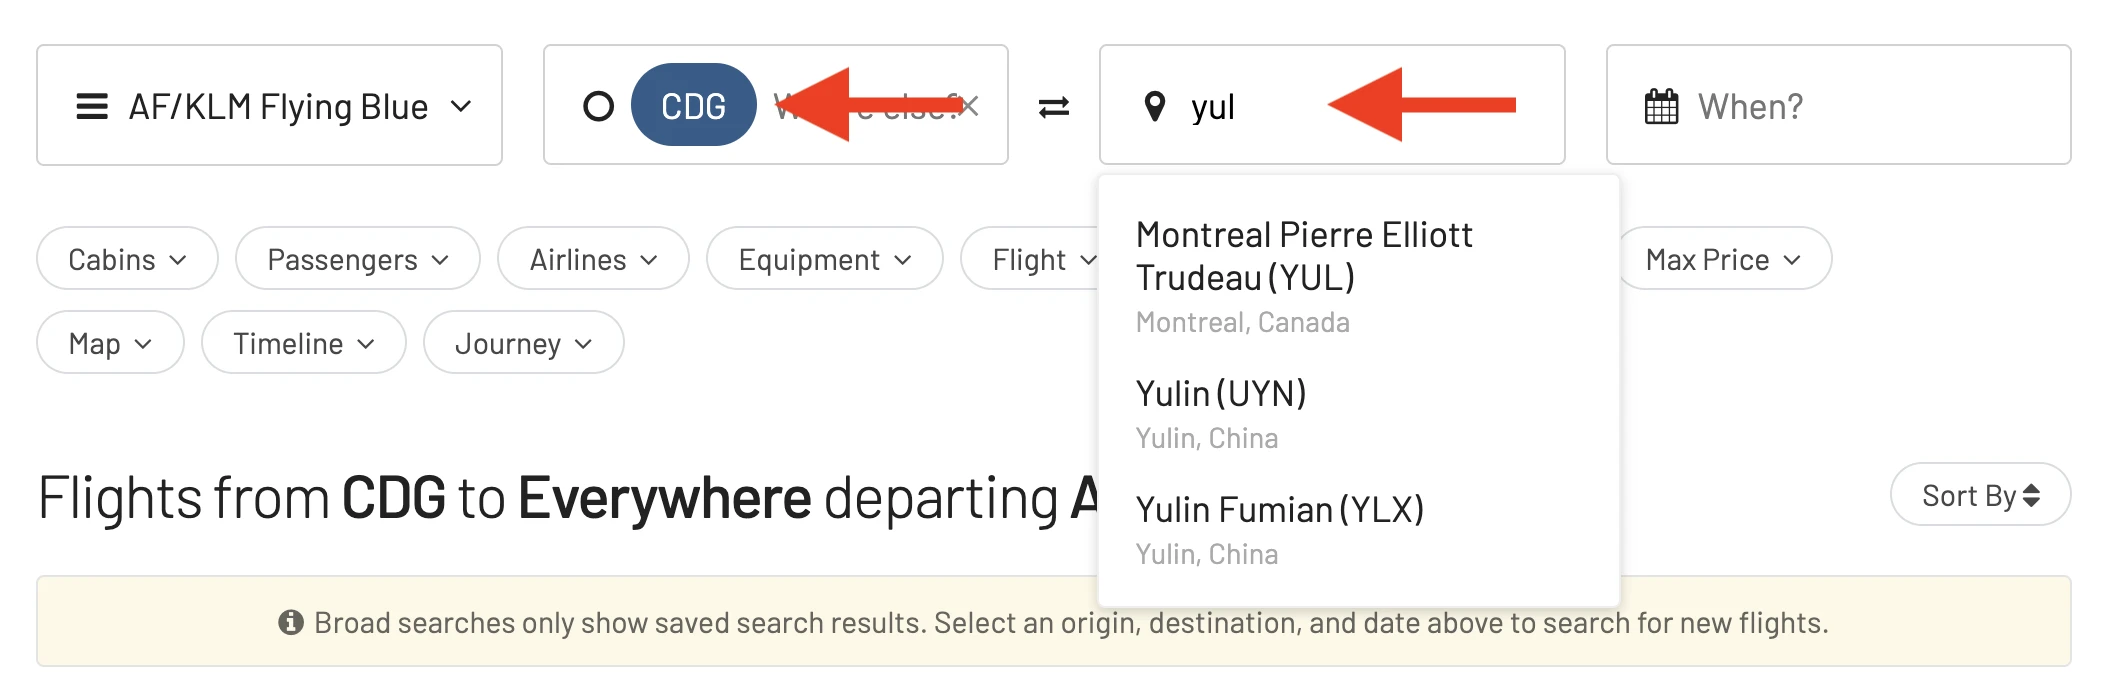 AF/KLM Flying Blue
CDG
yul
When?
Cabins
Passengers
Airlines
Equipment
Flight
Max Price
Montreal Pierre Elliott
Trudeau (YUL)
Montreal, Canada
Map
Timeline
Journey
Yulin (UYN)
Yulin, China
Flights from CDG to Everywhere departing A
Sort By
Yulin Fumian (YLX)
Yulin, China
Broad searches only show saved search results. Select an origin, destination, and date above to search for new flights.